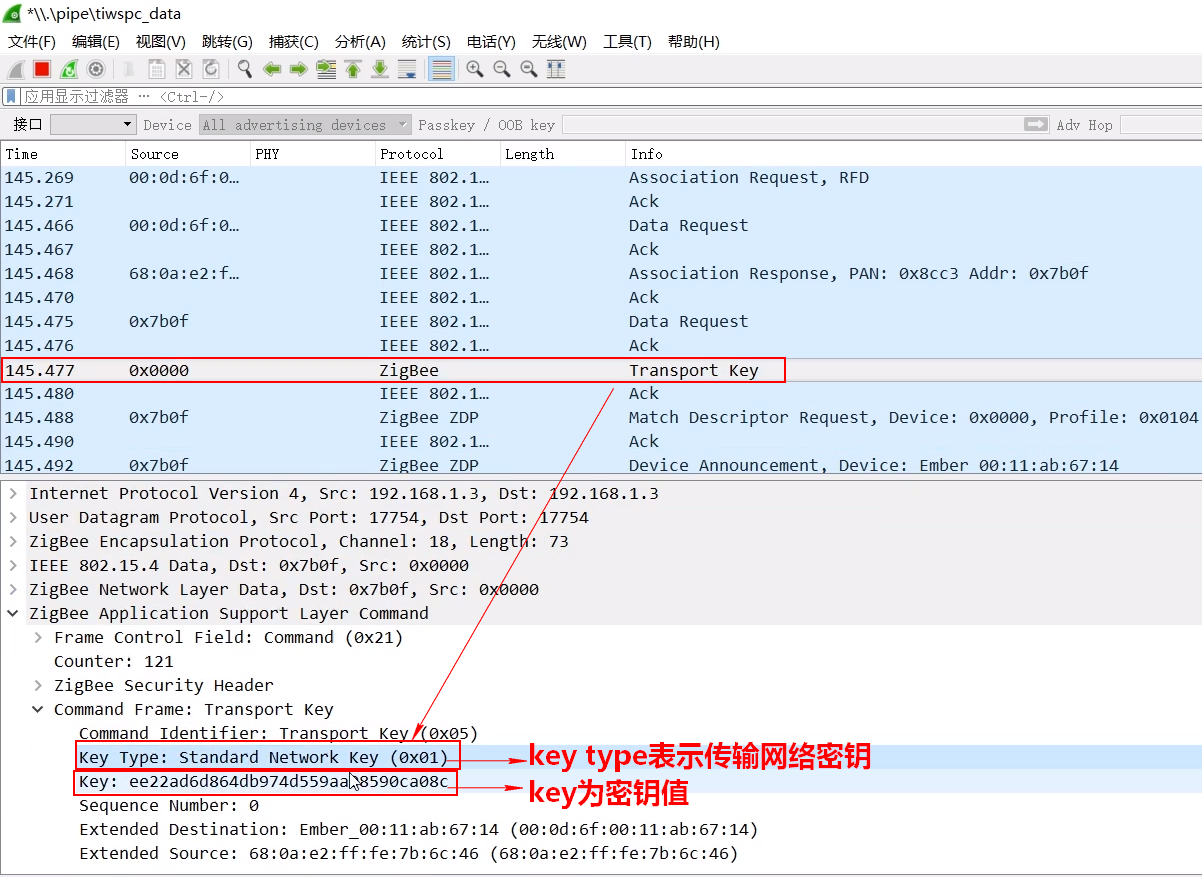 *\\.\pipe\tiwspc_data
文件(F) 编辑(E) 视图(V) 跳转(G) 捕获(C) 分析(A) 统计(S) 电话(Y) 无线(W) 工具(T) 帮助(H)
应用显示过滤器 … <Ctrl-/>
接口 Device All advertising devices Passkey / OOB key Adv Hop
Time Source PHY Protocol Length Info
145.269 00:0d:6f:0… IEEE 802.1… Association Request, RFD
145.271 IEEE 802.1… Ack
145.466 00:0d:6f:0… IEEE 802.1… Data Request
145.467 IEEE 802.1… Ack
145.468 68:0a:e2:f… IEEE 802.1… Association Response, PAN: 0x8cc3 Addr: 0x7b0f
145.470 IEEE 802.1… Ack
145.475 0x7b0f IEEE 802.1… Data Request
145.476 IEEE 802.1… Ack
145.477 0x0000 ZigBee Transport Key
145.480 IEEE 802.1… Ack
145.488 0x7b0f ZigBee ZDP Match Descriptor Request, Device: 0x0000, Profile: 0x0104
145.490 IEEE 802.1… Ack
145.492 0x7b0f ZigBee ZDP Device Announcement, Device: Ember 00:11:ab:67:14
Internet Protocol Version 4, Src: 192.168.1.3, Dst: 192.168.1.3
User Datagram Protocol, Src Port: 17754, Dst Port: 17754
ZigBee Encapsulation Protocol, Channel: 18, Length: 73
IEEE 802.15.4 Data, Dst: 0x7b0f, Src: 0x0000
ZigBee Network Layer Data, Dst: 0x7b0f, Src: 0x0000
ZigBee Application Support Layer Command
Frame Control Field: Command (0x21)
Counter: 121
ZigBee Security Header
Command Frame: Transport Key
Command Identifier: Transport Key (0x05)
Key Type: Standard Network Key (0x01) key type表示传输网络密钥
Key: key为密钥值
Sequence Number: 0
Extended Destination: Ember_00:11:ab:67:14 (00:0d:6f:00:11:ab:67:14)
Extended Source: 68:0a:e2:ff:fe:7b:6c:46 (68:0a:e2:ff:fe:7b:6c:46)